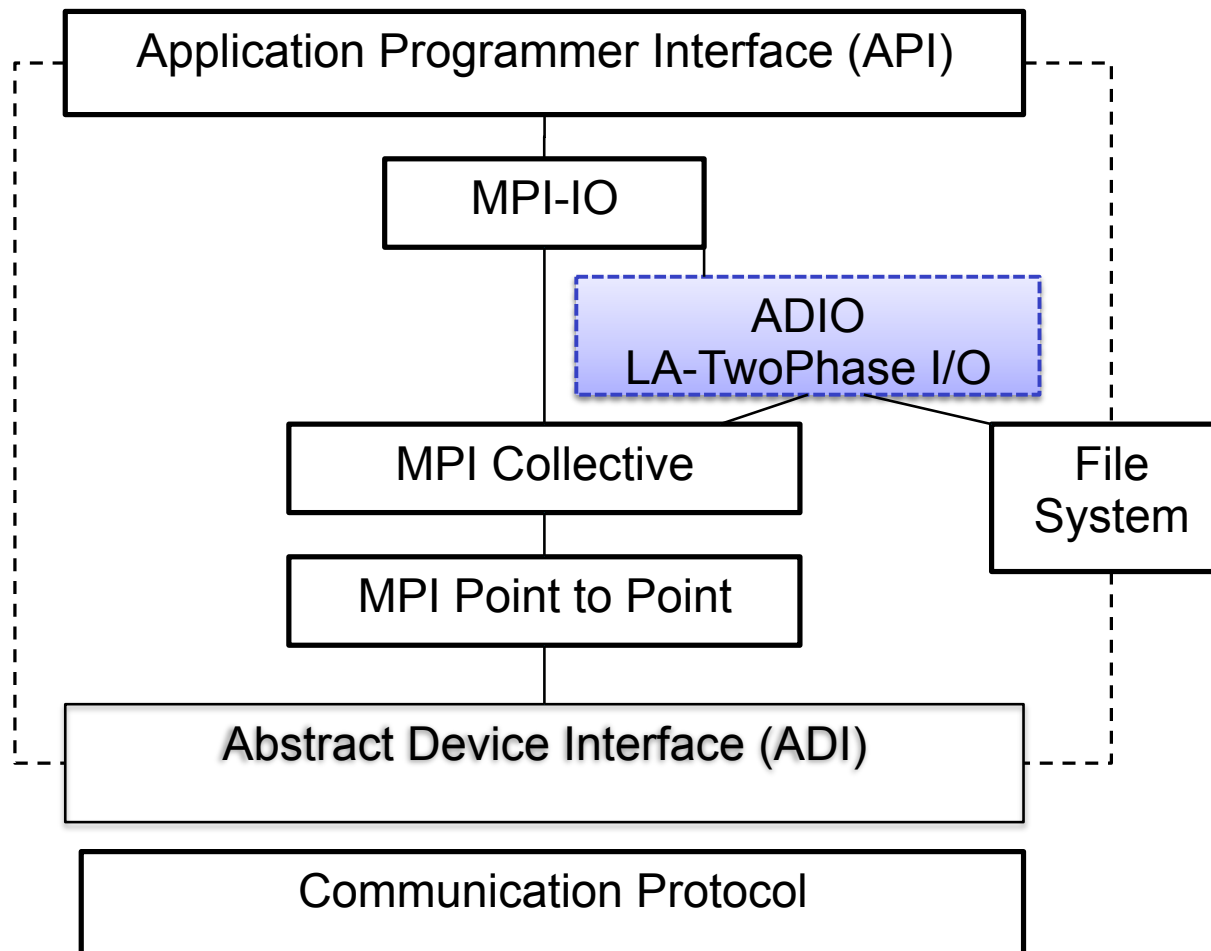 Application Programmer Interface (API)
MPI-IO
ADIO
LA-TwoPhase I/O
MPI Collective
File
System
MPI Point to Point
Abstract Device Interface (ADI)
Communication Protocol